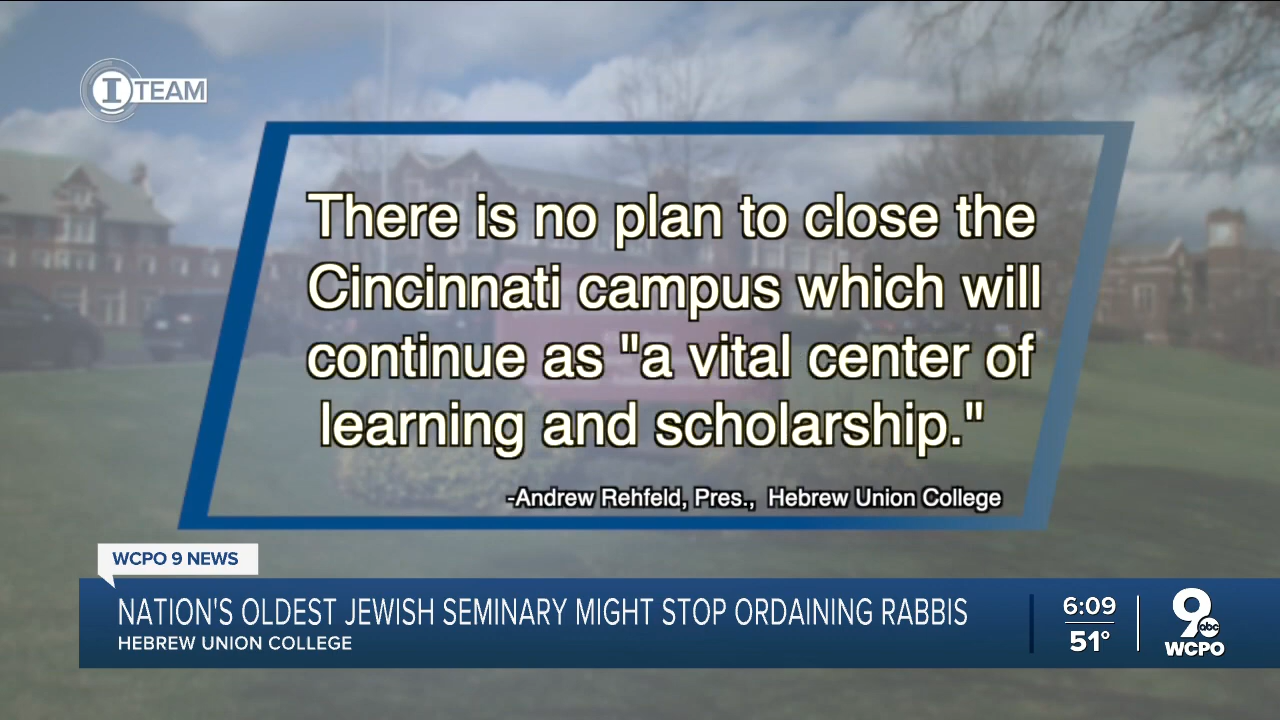 I TEAM
There is no plan to close the
Cincinnati campus which will
continue as "a vital center of
learning and scholarship."
-Andrew Rehfeld, Pres., Hebrew Union College
WCPO 9 NEWS
NATION'S OLDEST JEWISH SEMINARY MIGHT STOP ORDAINING RABBIS
HEBREW UNION COLLEGE
6:09
51°
9
abc
WCPO